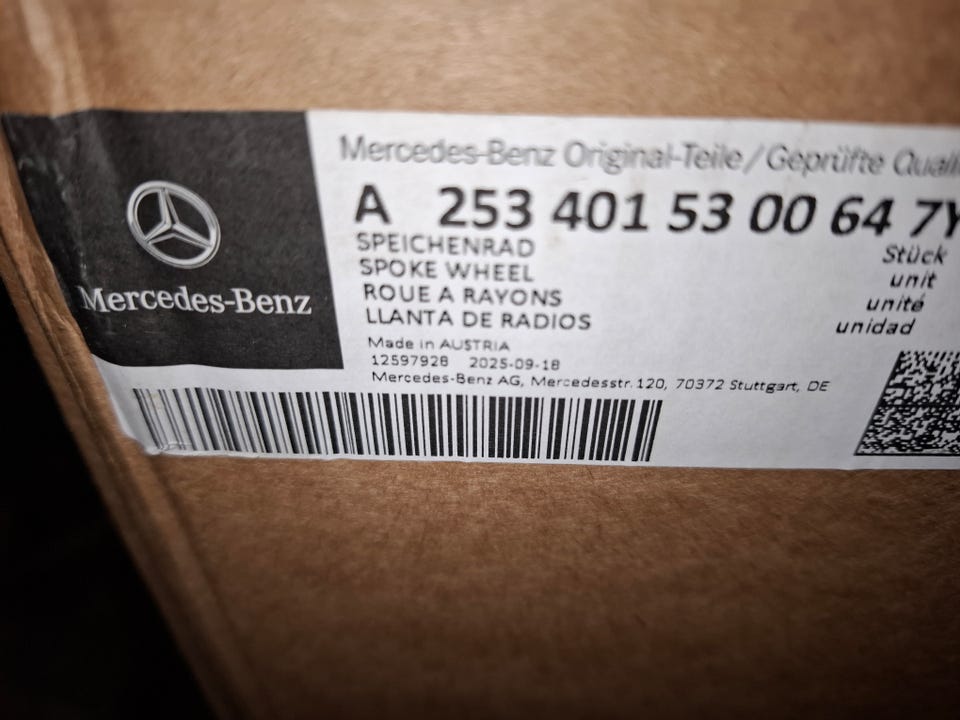 Mercedes-Benz
Mercedes-Benz Original-Teile/Geprüfte Quali
A 253 401 53 00 64 7Y
SPEICHENRAD
SPOKE WHEEL
ROUE A RAYONS
LLANTA DE RADIOS
Stück
unit
unité
unidad
Made in AUSTRIA
12597928 2025-09-18
Mercedes-Benz AG, Mercedesstr. 120, 70372 Stuttgart, DE